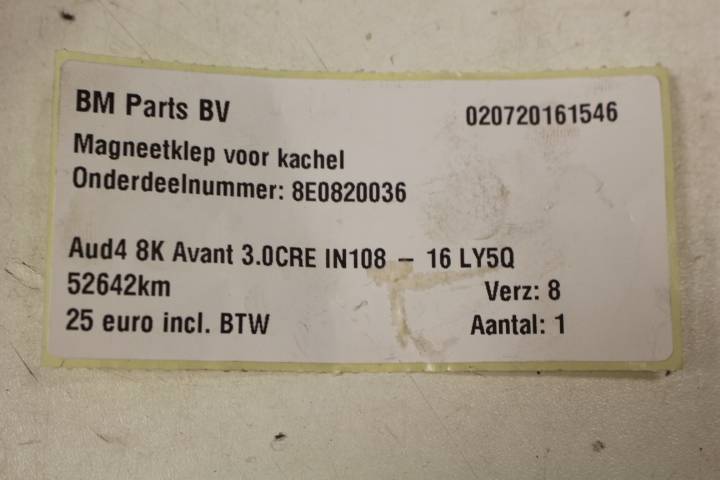 BM Parts BV 020720161546
Magneetklep voor kachel
Onderdeelnummer: 8E0820036
Aud4 8K Avant 3.0CRE IN108 – 16 LY5Q
52642km Verz: 8
25 euro incl. BTW Aantal: 1